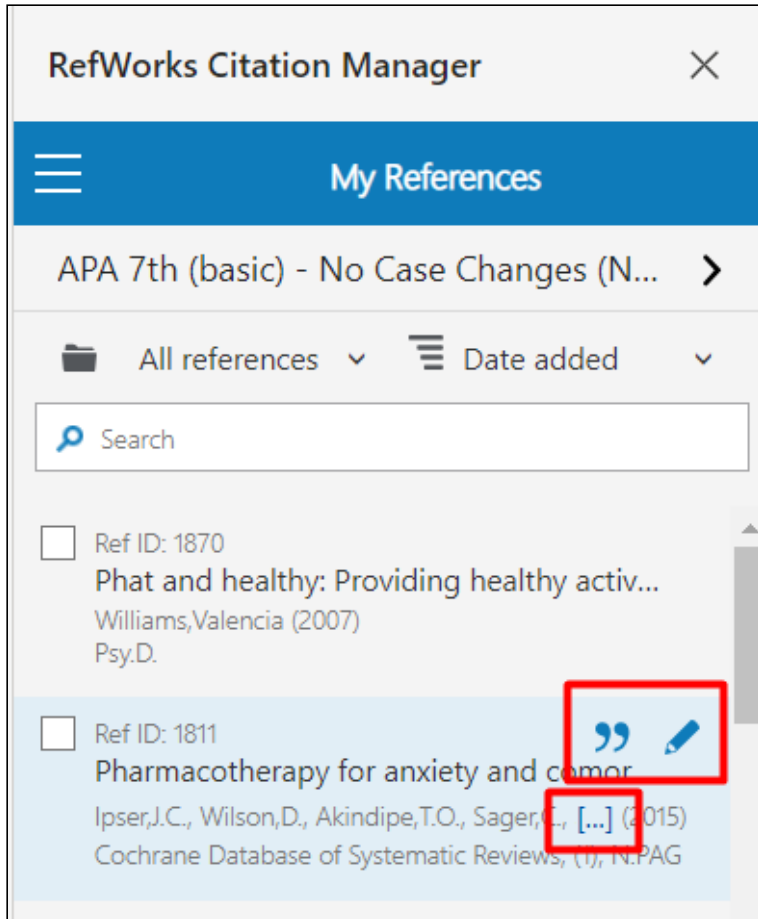 RefWorks Citation Manager
My References
APA 7th (basic) - No Case Changes (N...
All references Date added
Search
Ref ID: 1870
Phat and healthy: Providing healthy activ...
Williams,Valencia (2007)
Psy.D.
Ref ID: 1811
Pharmacotherapy for anxiety and comor
Ipser,J.C., Wilson,D., Akindipe,T.O., Sager,C., [...] (2015)
Cochrane Database of Systematic Reviews, (1), N.PAG